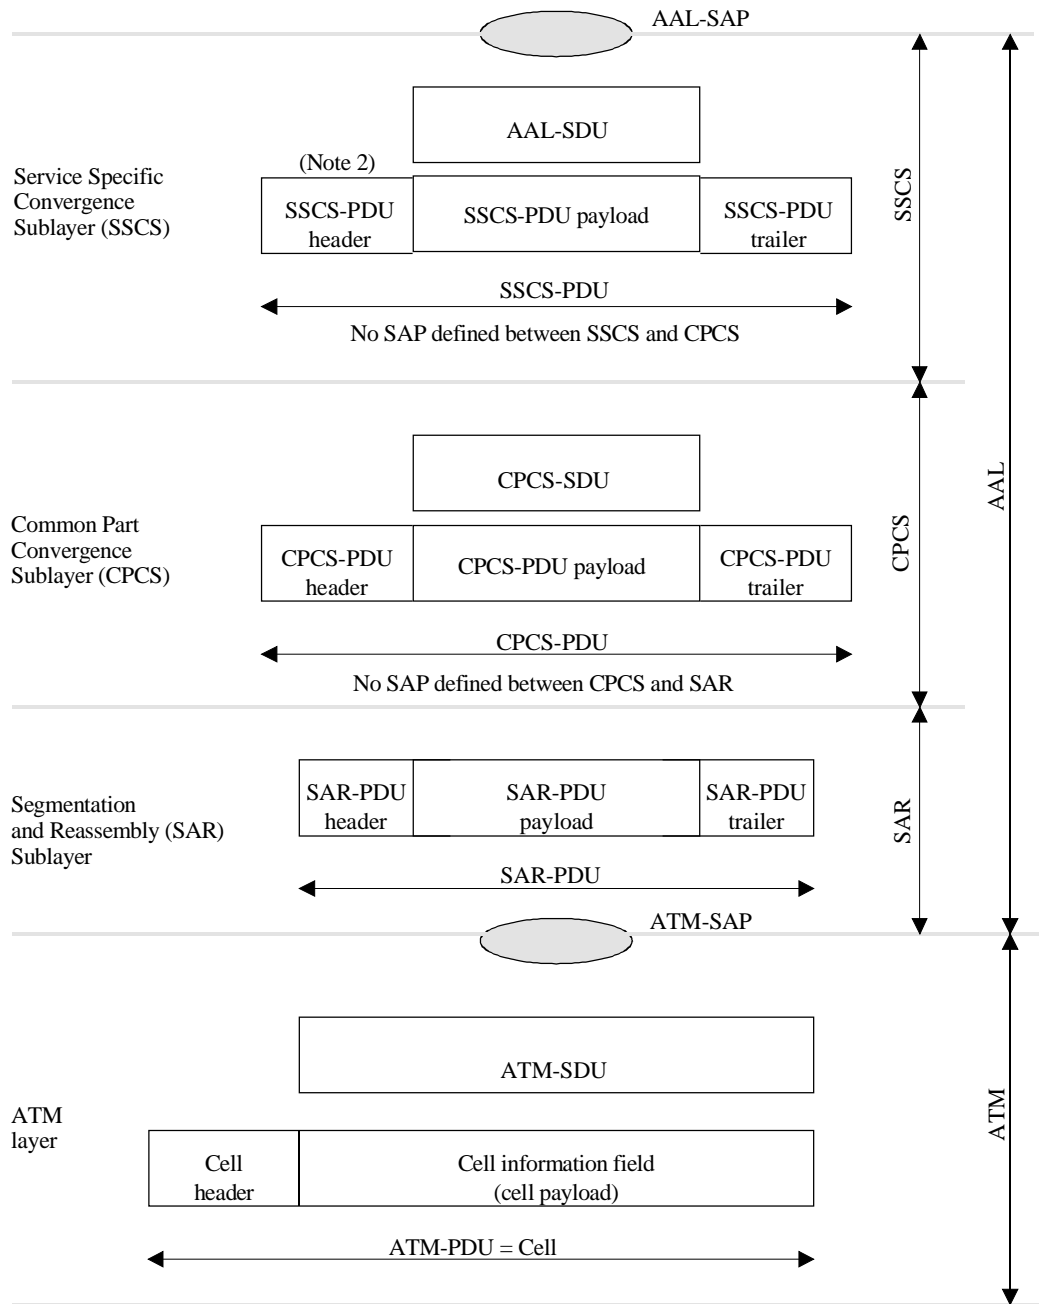 AAL-SAP
AAL-SDU
(Note 2)
Service Specific
Convergence
Sublayer (SSCS)
SSCS-PDU
header
SSCS-PDU payload
SSCS-PDU
trailer
SSCS
SSCS-PDU
No SAP defined between SSCS and CPCS
AAL
CPCS-SDU
Common Part
Convergence
Sublayer (CPCS)
CPCS-PDU
header
CPCS-PDU payload
CPCS-PDU
trailer
CPCS
CPCS-PDU
No SAP defined between CPCS and SAR
Segmentation
and Reassembly (SAR)
Sublayer
SAR-PDU
header
SAR-PDU
payload
SAR-PDU
trailer
SAR
SAR-PDU
ATM-SAP
ATM-SDU
ATM
ATM
layer
Cell
header
Cell information field
(cell payload)
ATM-PDU = Cell